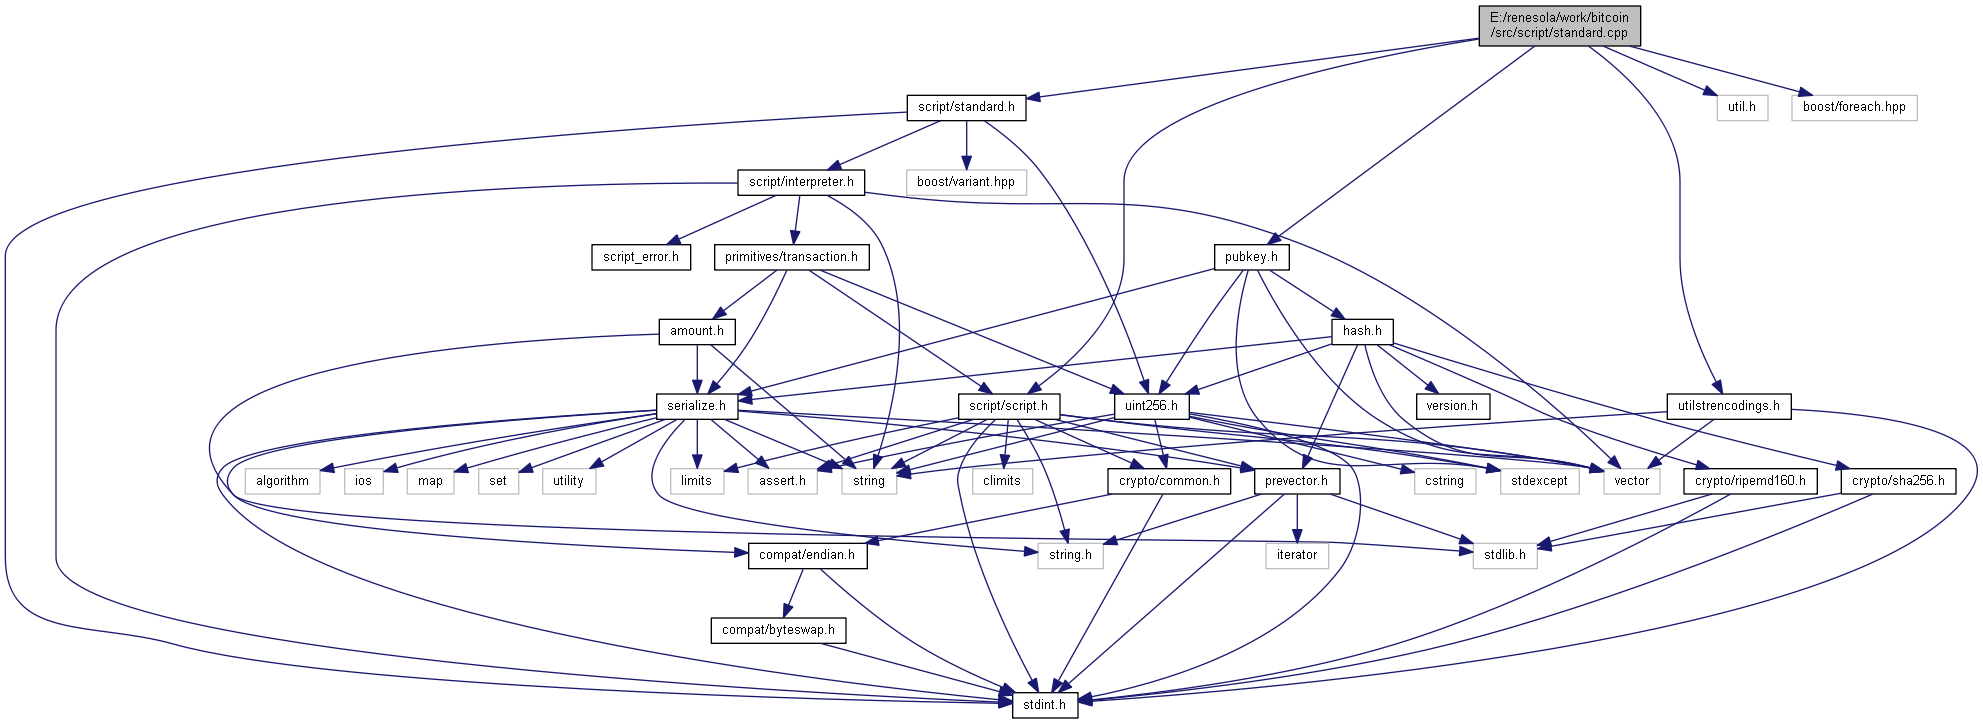 E:/renesola/work/bitcoin
/src/script/standard.cpp
script/standard.h
util.h
boost/foreach.hpp
script/interpreter.h
boost/variant.hpp
script_error.h
primitives/transaction.h
pubkey.h
amount.h
hash.h
serialize.h
script/script.h
uint256.h
version.h
utilstrencodings.h
algorithm
ios
map
set
utility
limits
assert.h
string
climits
crypto/common.h
prevector.h
cstring
stdexcept
vector
crypto/ripemd160.h
crypto/sha256.h
compat/endian.h
string.h
iterator
stdlib.h
compat/byteswap.h
stdint.h